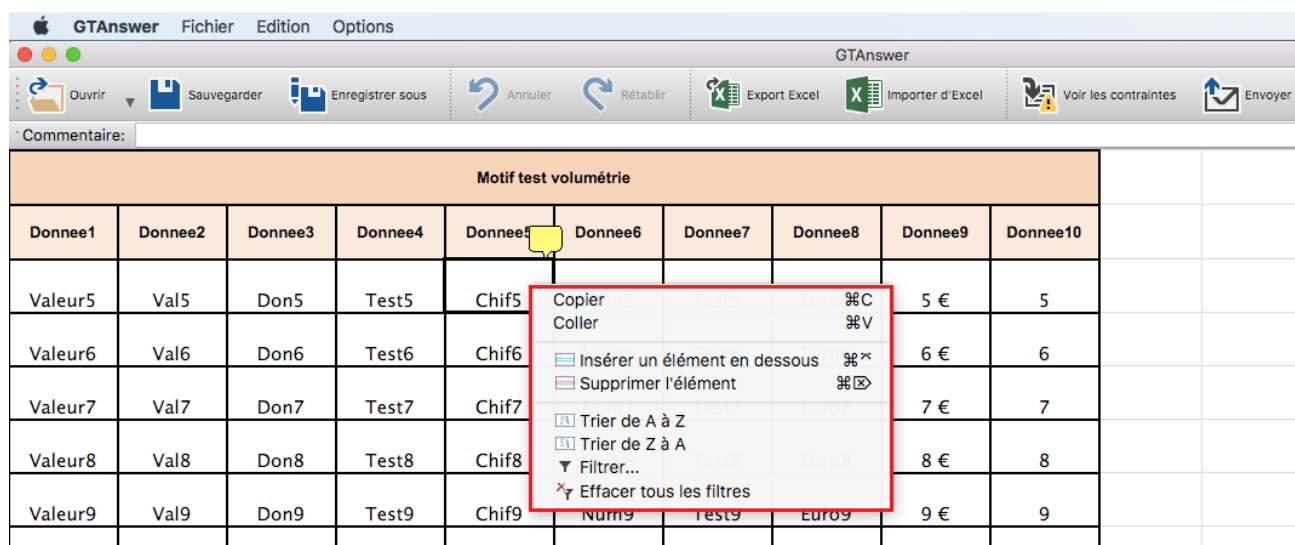 GTAnswer Fichier Edition Options
GTAnswer
Ouvrir Sauvegarder Enregistrer sous Annuler Rétablir Export Excel Importer d'Excel Voir les contraintes Envoyer
Commentaire:
Motif test volumétrie
Donnee1 Donnee2 Donnee3 Donnee4 Donnee5 Donnee6 Donnee7 Donnee8 Donnee9 Donnee10
Valeur5 Val5 Don5 Test5 Chif5 5 € 5
Copier ⌘C
Coller ⌘V
Valeur6 Val6 Don6 Test6 Chif6 6 € 6
Insérer un élément en dessous ⌘⌤
Supprimer l'élément ⌘⌦
Valeur7 Val7 Don7 Test7 Chif7 7 € 7
Trier de A à Z
Trier de Z à A
Valeur8 Val8 Don8 Test8 Chif8 8 € 8
Filtrer...
Effacer tous les filtres
Valeur9 Val9 Don9 Test9 Chif9 Num9 Test9 Euro9 9 € 9